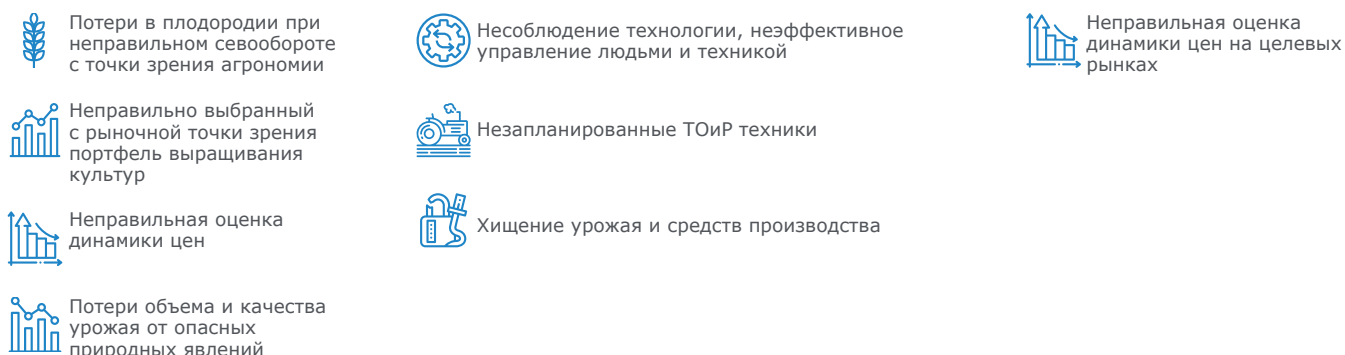 Потери в плодородии при
неправильном севообороте
с точки зрения агрономии
Неправильно выбранный
с рыночной точки зрения
портфель выращивания
культур
Неправильная оценка
динамики цен
Потери объема и качества
урожая от опасных
природных явлений
Несоблюдение технологии, неэффективное
управление людьми и техникой
Незапланированные ТОиР техники
Хищение урожая и средств производства
Неправильная оценка
динамики цен на целевых
рынках